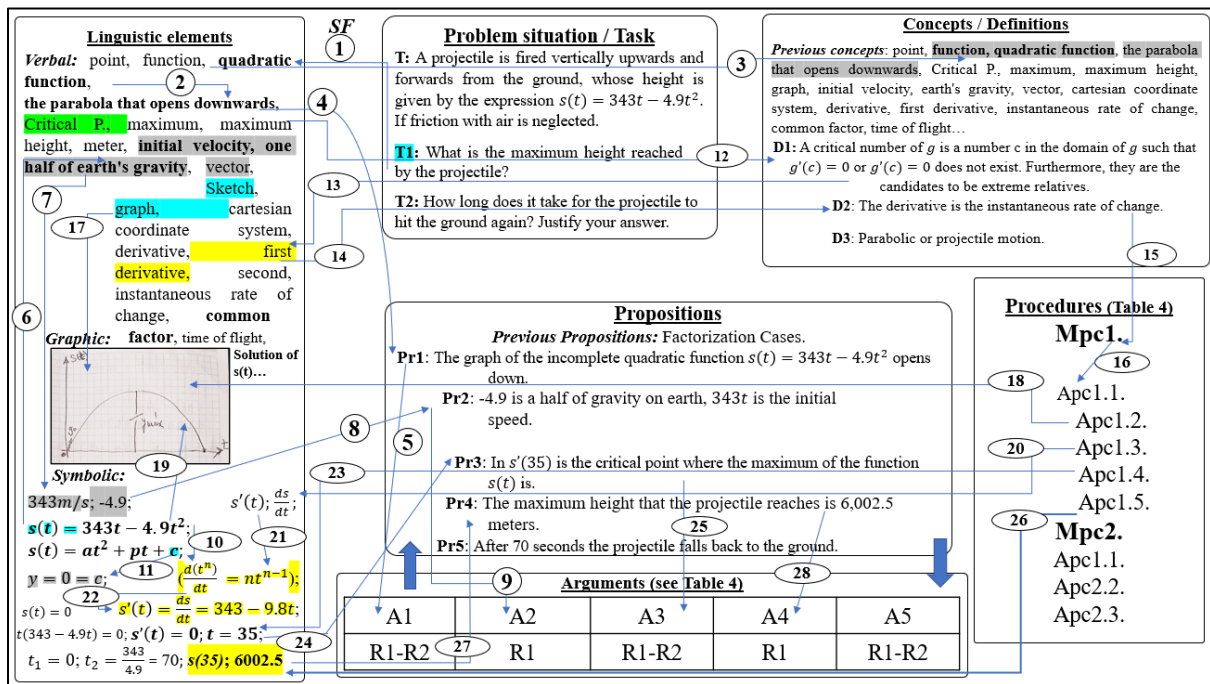 Linguistic elements
Verbal: point, function, quadratic
function,
the parabola that opens downwards,
Critical P., maximum, maximum
height, meter, initial velocity, one
half of earth's gravity, vector,
Sketch,
graph, cartesian
coordinate system,
derivative, first
derivative, second,
instantaneous rate of
change, common
factor, time of flight,
Graphic:
Solution of
s(t)...
S(t)
t
Symbolic:
343m/s; -4.9;
s'(t); ds/dt;
s(t) = 343t − 4.9t²;
s(t) = at² + pt + c;
y = 0 = c;
(d(tⁿ)/dt = ntⁿ⁻¹);
s(t) = 0
s'(t) = ds/dt = 343 − 9.8t;
t(343 − 4.9t) = 0; s'(t) = 0; t = 35;
t₁ = 0; t₂ = 343/4.9 = 70; s(35); 6002.5
SF
1
2
3
4
5
6
7
8
9
10
11
12
13
14
15
16
17
18
19
20
21
22
23
24
25
26
27
28
Problem situation / Task
T: A projectile is fired vertically upwards and
forwards from the ground, whose height is
given by the expression s(t) = 343t − 4.9t².
If friction with air is neglected.
T1: What is the maximum height reached
by the projectile?
T2: How long does it take for the projectile to
hit the ground again? Justify your answer.
Concepts / Definitions
Previous concepts: point, function, quadratic function, the parabola
that opens downwards, Critical P., maximum, maximum height,
graph, initial velocity, earth's gravity, vector, cartesian coordinate
system, derivative, first derivative, instantaneous rate of change,
common factor, time of flight…
D1: A critical number of g is a number c in the domain of g such that
g'(c) = 0 or g'(c) = 0 does not exist. Furthermore, they are the
candidates to be extreme relatives.
D2: The derivative is the instantaneous rate of change.
D3: Parabolic or projectile motion.
Propositions
Previous Propositions: Factorization Cases.
Pr1: The graph of the incomplete quadratic function s(t) = 343t − 4.9t² opens
down.
Pr2: -4.9 is a half of gravity on earth, 343t is the initial
speed.
Pr3: In s'(35) is the critical point where the maximum of the function
s(t) is.
Pr4: The maximum height that the projectile reaches is 6,002.5
meters.
Pr5: After 70 seconds the projectile falls back to the ground.
Procedures (Table 4)
Mpc1.
Apc1.1.
Apc1.2.
Apc1.3.
Apc1.4.
Apc1.5.
Mpc2.
Apc1.1.
Apc2.2.
Apc2.3.
Arguments (see Table 4)
A1 A2 A3 A4 A5
R1-R2 R1 R1-R2 R1 R1-R2